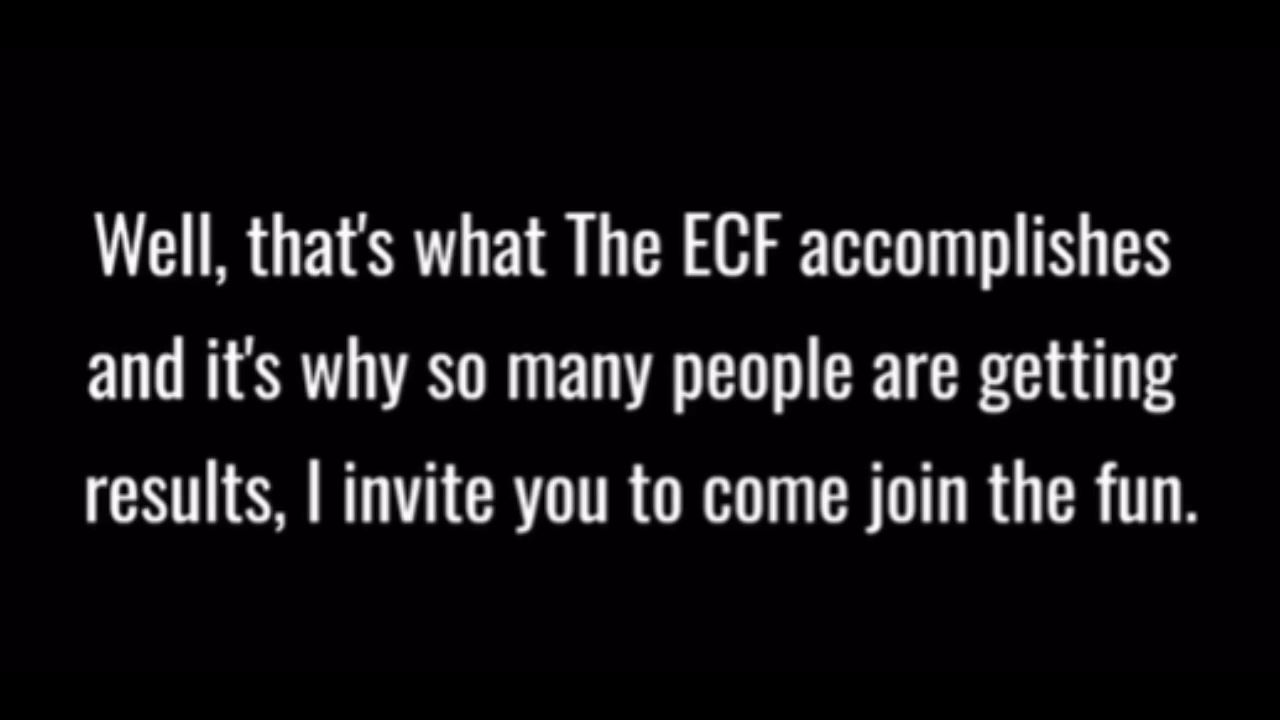 Well, that's what The ECF accomplishes
and it's why so many people are getting
results, I invite you to come join the fun.